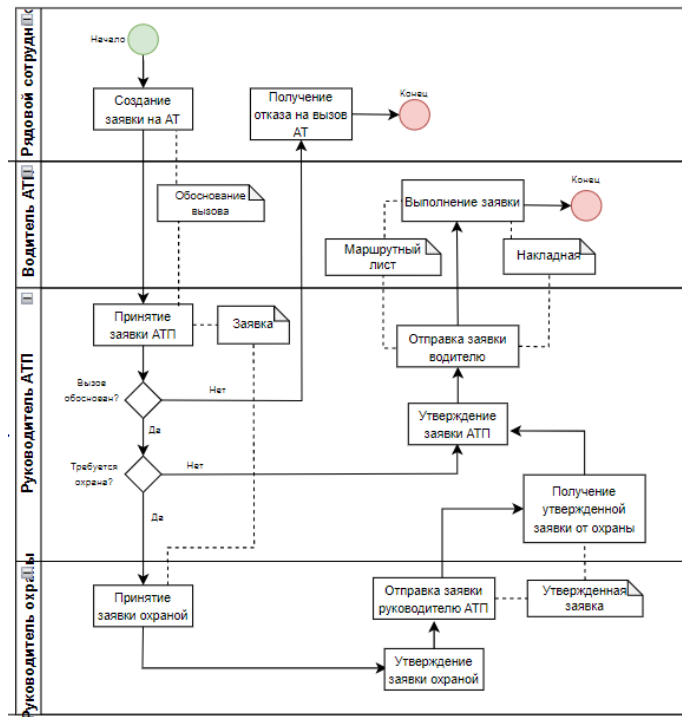 Рядовой сотрудник
Начало
Создание
заявки на АТ
Получение
отказа на вызов
АТ
Конец
Водитель АТП
Обоснование
вызова
Выполнение заявки
Конец
Маршрутный
лист
Накладная
Руководитель АТП
Принятие
заявки АТП
Заявка
Отправка заявки
водителю
Вызов
обоснован?
Нет
Да
Утверждение
заявки АТП
Требуется
охрана?
Нет
Да
Получение
утвержденной
заявки от охраны
Руководитель охраны
Принятие
заявки охраной
Отправка заявки
руководителю АТП
Утвержденная
заявка
Утверждение
заявки охраной